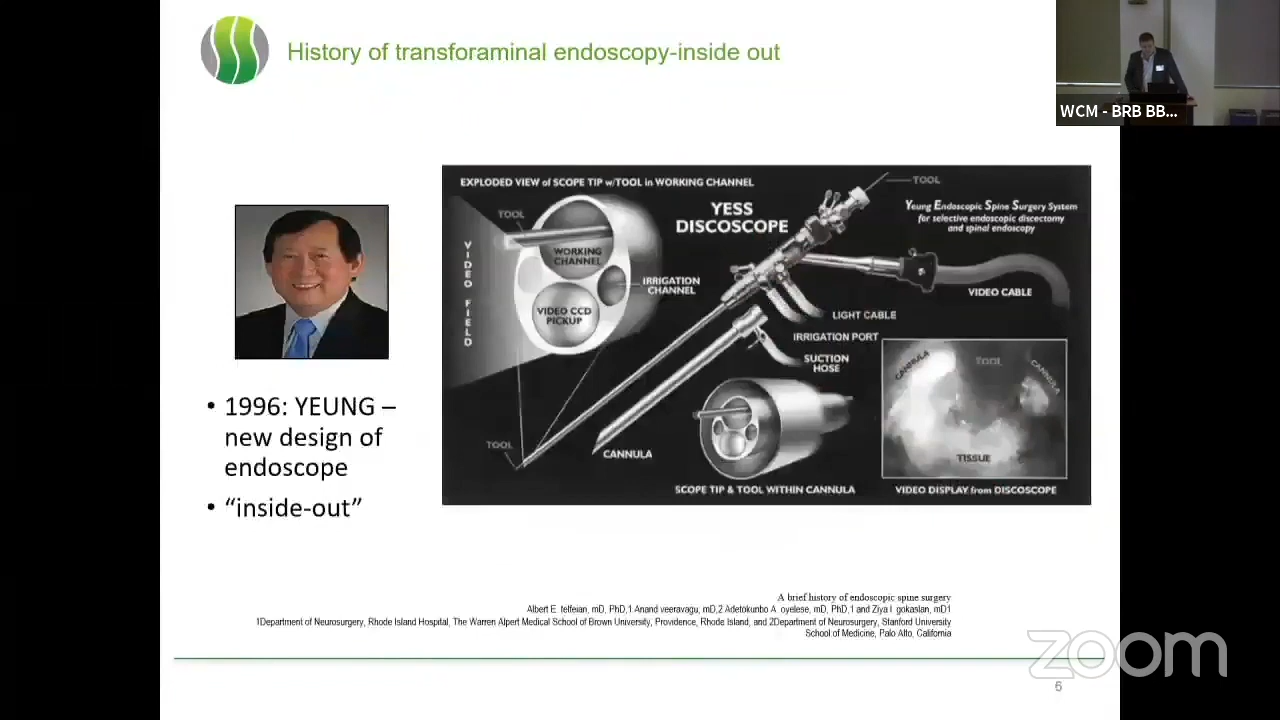 History of transforaminal endoscopy-inside out
WCM - BRB BB...
EXPLODED VIEW of SCOPE TIP w/TOOL in WORKING CHANNEL
TOOL
WORKING
CHANNEL
VIDEO FIELD
IRRIGATION
CHANNEL
VIDEO CCD
PICKUP
TOOL
YESS
DISCOSCOPE
TOOL
Yeung Endoscopic Spine Surgery System
for selective endoscopic discectomy
and spinal endoscopy
VIDEO CABLE
LIGHT CABLE
IRRIGATION PORT
SUCTION
HOSE
CANNULA
SCOPE TIP & TOOL WITHIN CANNULA
CANNULA
TOOL
CANNULA
TISSUE
VIDEO DISPLAY from DISCOSCOPE
• 1996: YEUNG –
new design of
endoscope
• “inside-out”
A brief history of endoscopic spine surgery
Albert E. telfeian, mD, PhD,1 Anand veeravagu, mD,2 Adetokunbo A. oyelese, mD, PhD,1 and Ziya l. gokaslan, mD1
1Department of Neurosurgery, Rhode Island Hospital, The Warren Alpert Medical School of Brown University, Providence, Rhode Island, and 2Department of Neurosurgery, Stanford University
School of Medicine, Palo Alto, California
zoom
6